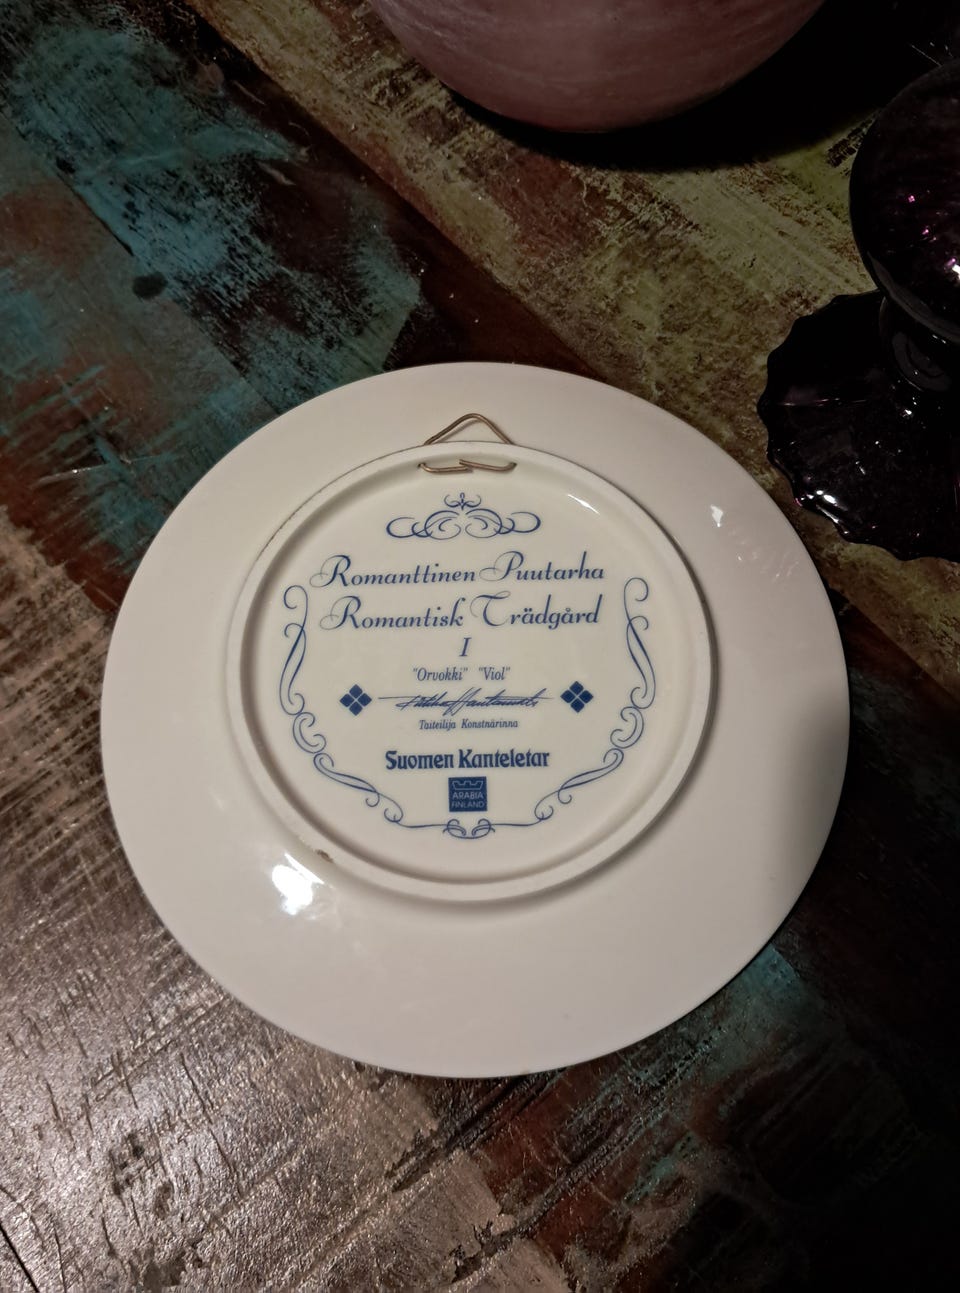 Romanttinen Puutarha
Romantisk Trädgård
I
"Orvokki" "Viol"
Taiteilija Konstnärinna
Suomen Kanteletar
ARABIA
FINLAND